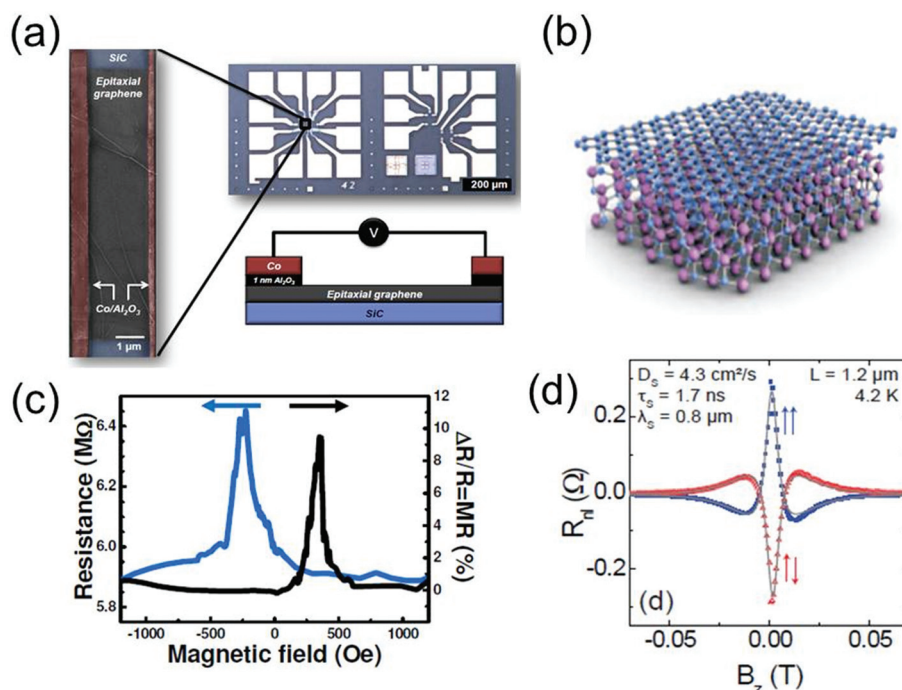 (a)
SiC
Epitaxial
graphene
Co/Al₂O₃
1 µm
4 2
200 µm
V
Co
1 nm Al₂O₃
Epitaxial graphene
SiC
(b)
(c)
Resistance (MΩ)
6.4
6.2
6.0
5.8
-1000 -500 0 500 1000
Magnetic field (Oe)
12
10
8
6
4
2
0
ΔR/R=MR (%)
(d)
Dₛ = 4.3 cm²/s
τₛ = 1.7 ns
λₛ = 0.8 µm
L = 1.2 µm
4.2 K
Rₙₗ (Ω)
0.2
0.0
-0.2
↑↑
↑↓
(d)
-0.05 0.00 0.05
B_z (T)